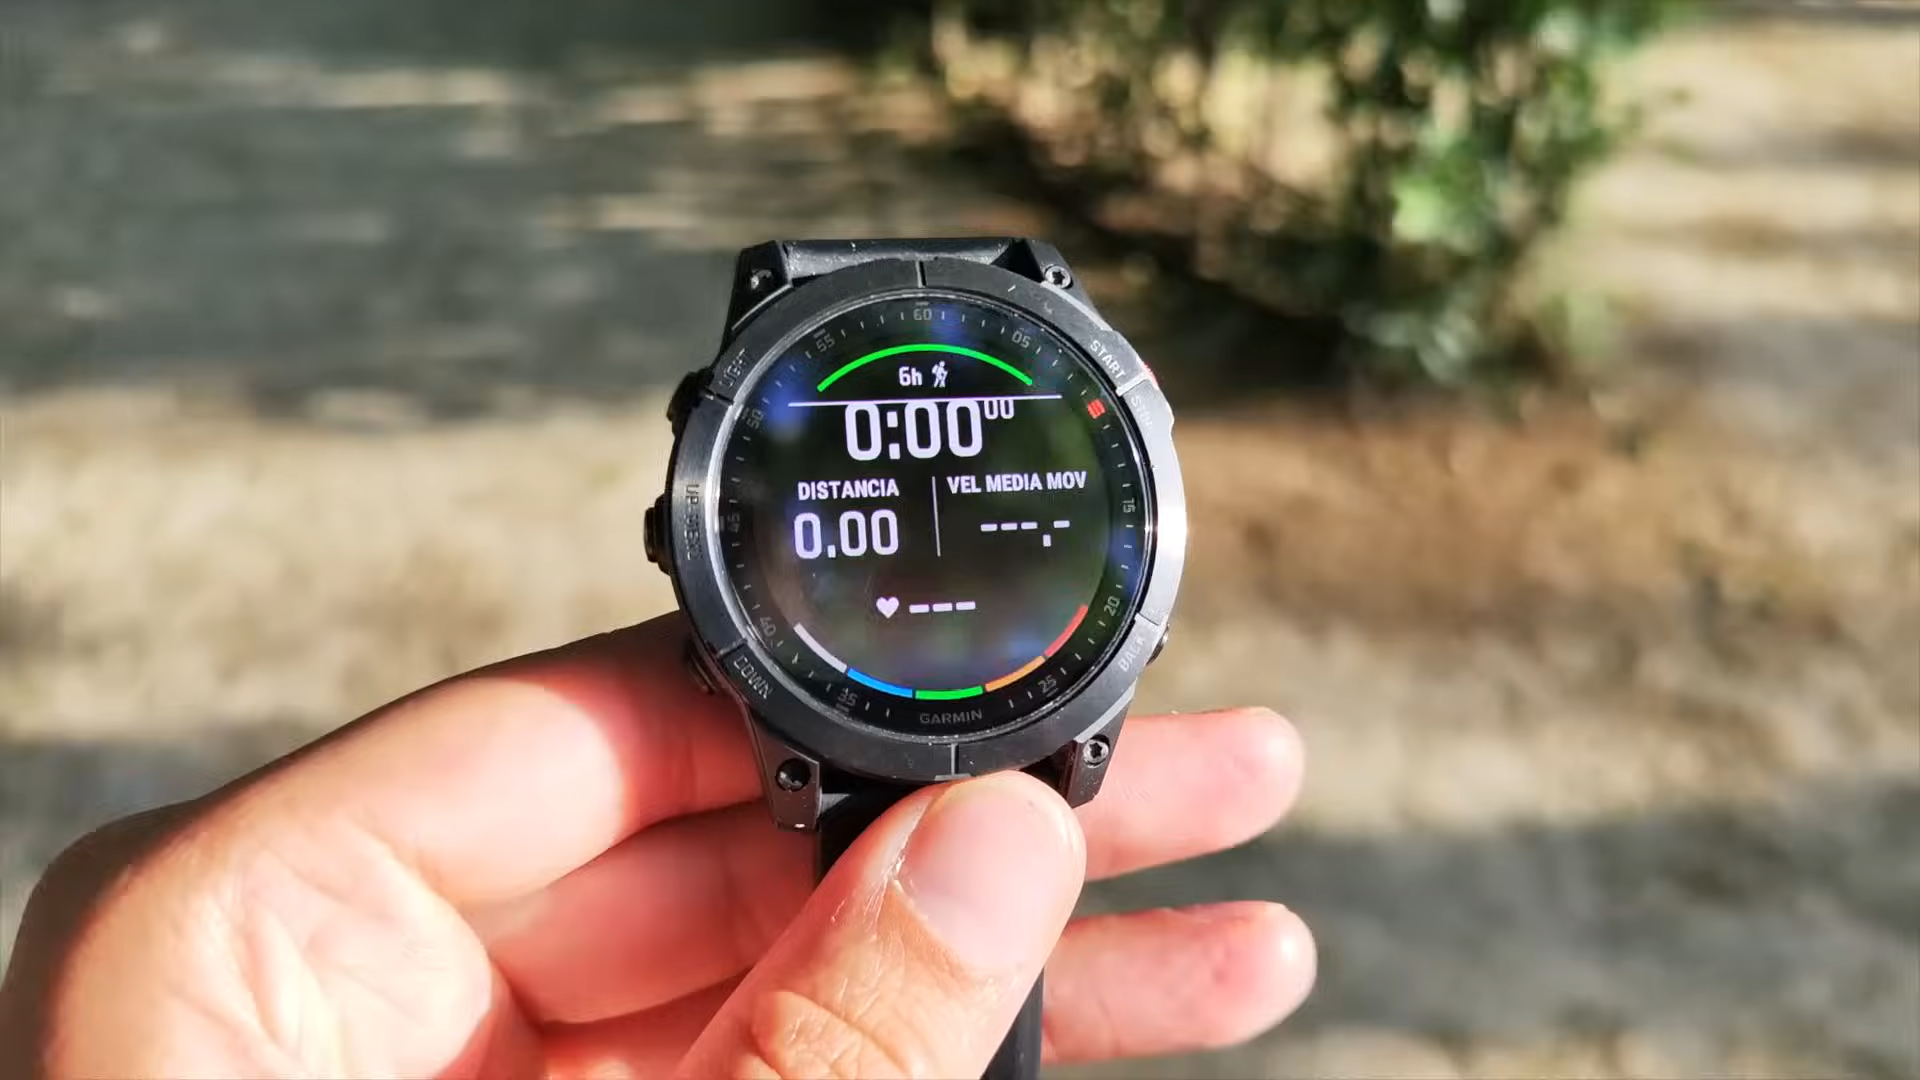 60
55
05
LIGHT
START
STOP
6h
50
0:00 00
DISTANCIA
VEL MEDIA MOV
0.00
---.-
15
45
---
20
40
BACK
DOWN
35
25
GARMIN